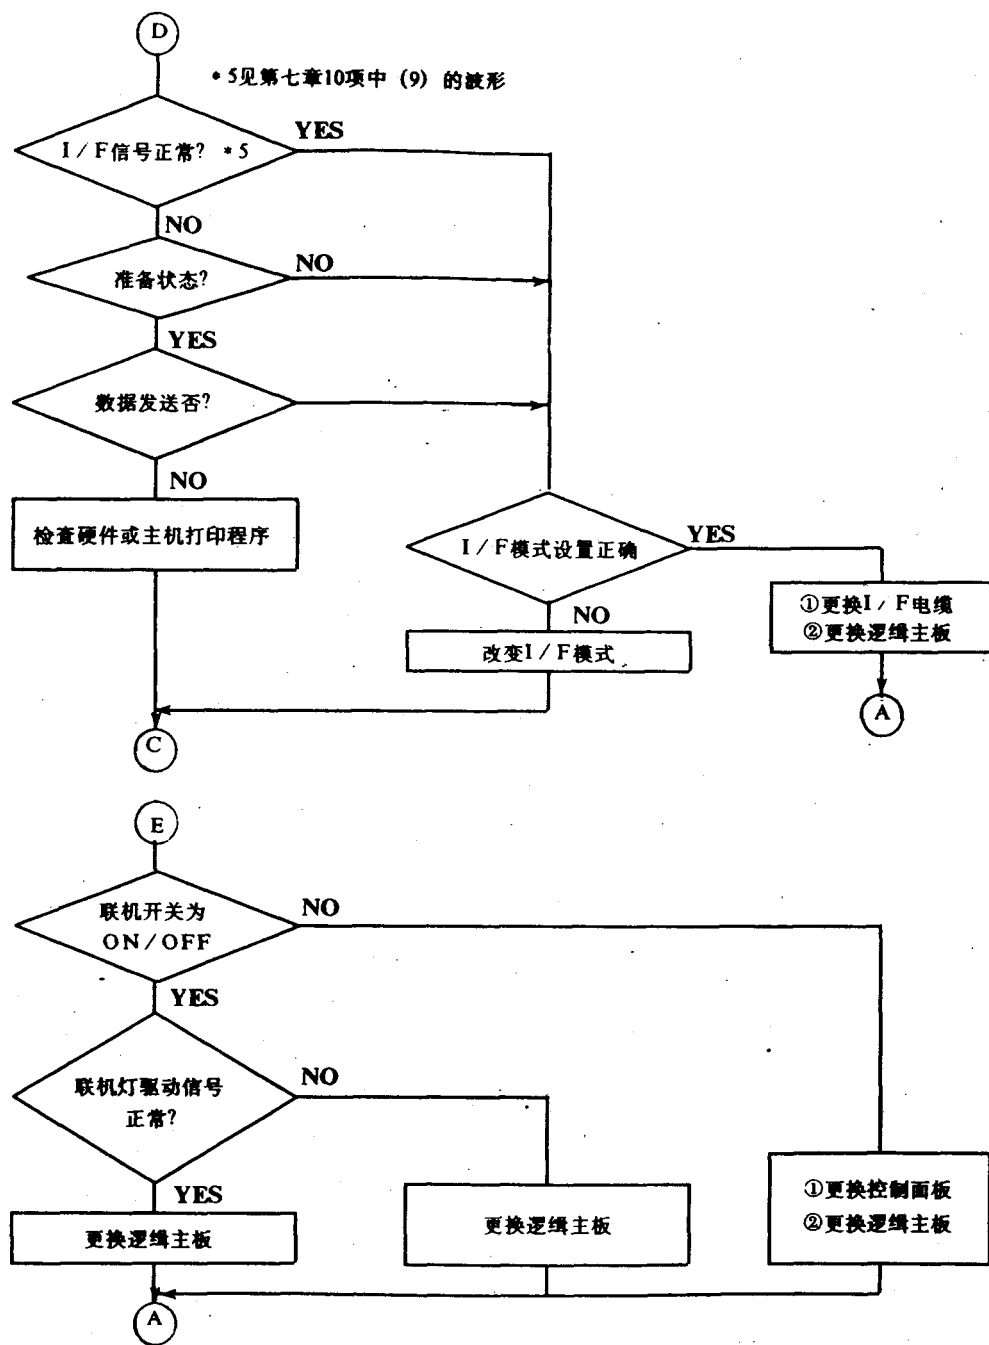 D
* 5见第七章10项中（9）的波形
I / F信号正常? * 5
YES
NO
准备状态?
NO
YES
数据发送否?
NO
检查硬件或主机打印程序
I / F模式设置正确
YES
①更换I / F电缆
②更换逻缉主板
NO
改变I / F模式
A
C
E
联机开关为
ON / OFF
NO
YES
联机灯驱动信号
正常?
NO
YES
更换逻缉主板
更换逻缉主板
①更换控制面板
②更换逻缉主板
A